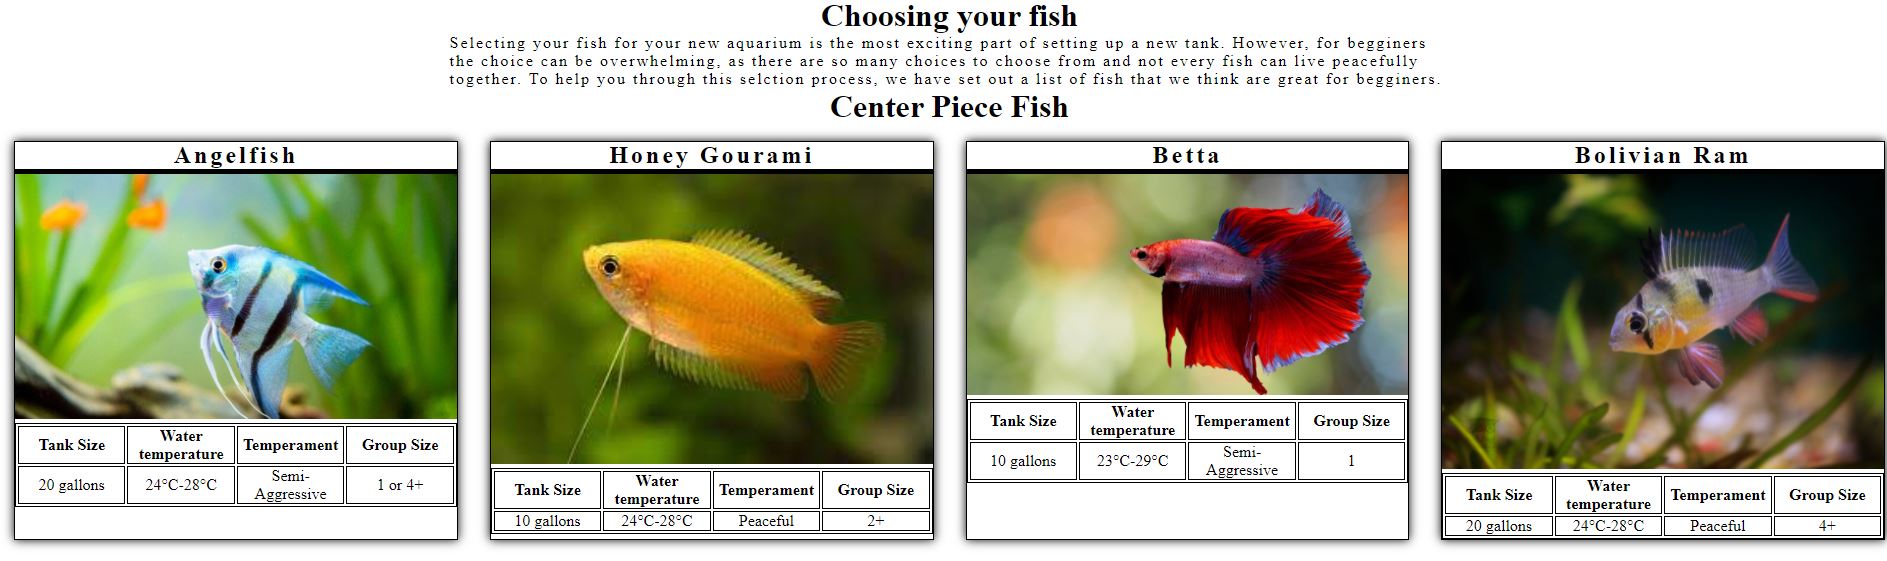 Choosing your fish
Selecting your fish for your new aquarium is the most exciting part of setting up a new tank. However, for begginers
the choice can be overwhelming, as there are so many choices to choose from and not every fish can live peacefully
together. To help you through this selction process, we have set out a list of fish that we think are great for begginers.
Center Piece Fish
Angelfish
Tank Size Water temperature Temperament Group Size
20 gallons 24°C-28°C Semi-Aggressive 1 or 4+
Honey Gourami
Tank Size Water temperature Temperament Group Size
10 gallons 24°C-28°C Peaceful 2+
Betta
Tank Size Water temperature Temperament Group Size
10 gallons 23°C-29°C Semi-Aggressive 1
Bolivian Ram
Tank Size Water temperature Temperament Group Size
20 gallons 24°C-28°C Peaceful 4+